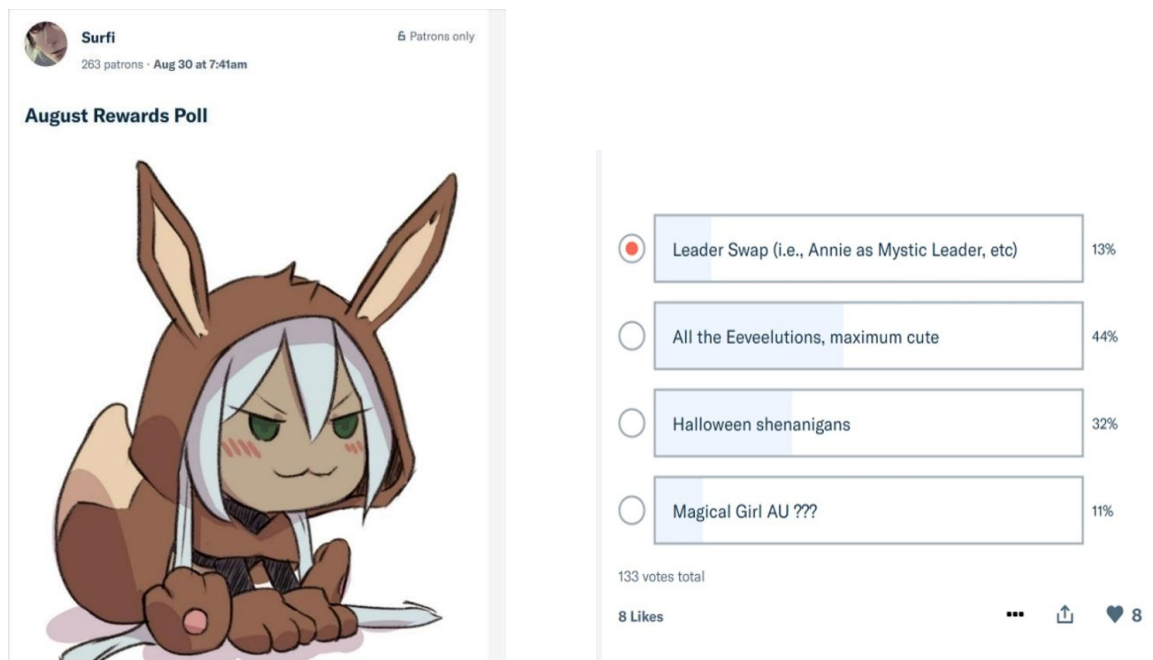 Surfi
Patrons only
263 patrons · Aug 30 at 7:41am
August Rewards Poll
Leader Swap (i.e., Annie as Mystic Leader, etc) 13%
All the Eeveelutions, maximum cute 44%
Halloween shenanigans 32%
Magical Girl AU ??? 11%
133 votes total
8 Likes
8